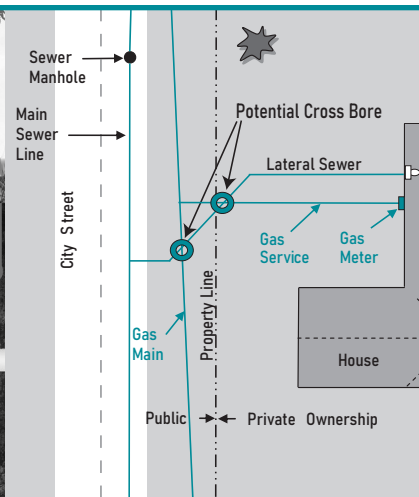 Sewer
Manhole
Main
Sewer
Line
City Street
Potential Cross Bore
Lateral Sewer
Gas
Service
Gas
Meter
Gas
Main
Property Line
House
Public
Private Ownership